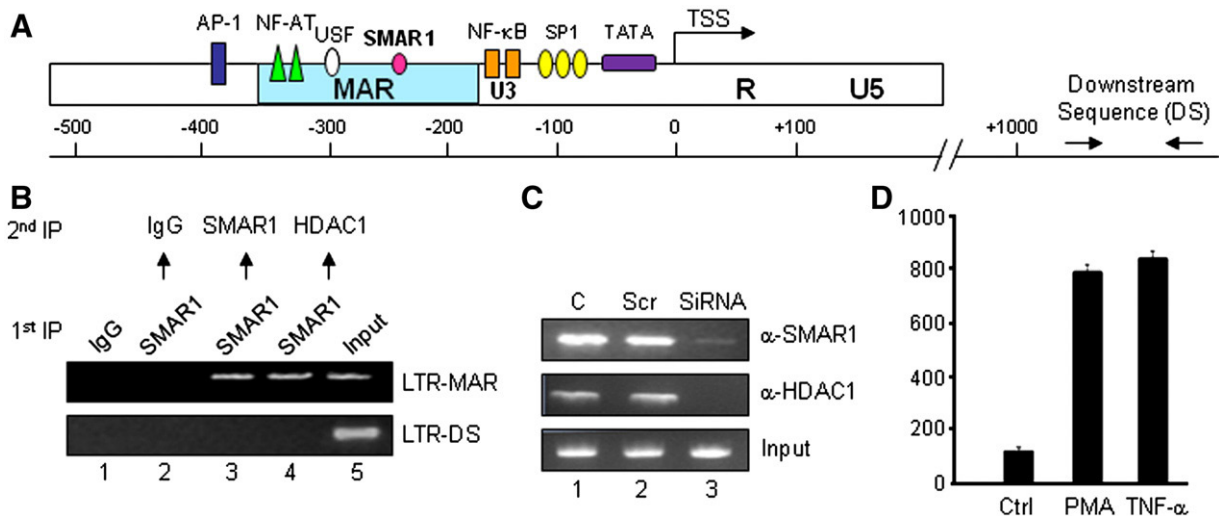 A
AP-1 NF-AT USF SMAR1 NF-κB SP1 TATA TSS
MAR U3 R U5
Downstream
Sequence (DS)
-500 -400 -300 -200 -100 0 +100 +1000
B
2nd IP IgG SMAR1 HDAC1
1st IP IgG SMAR1 SMAR1 SMAR1 Input
LTR-MAR
LTR-DS
1 2 3 4 5
C
C Scr SiRNA
α-SMAR1
α-HDAC1
Input
1 2 3
D
1000
800
600
400
200
0
Ctrl PMA TNF-α